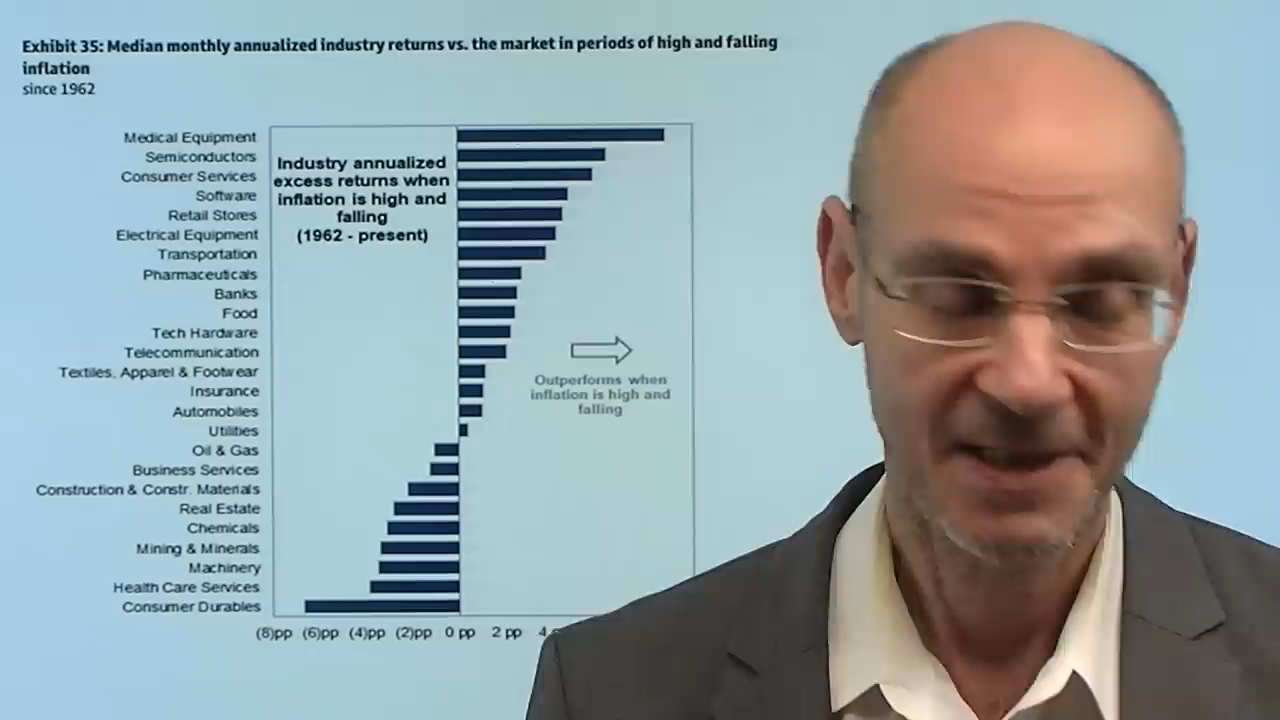 Exhibit 35: Median monthly annualized industry returns vs. the market in periods of high and falling
inflation
since 1962
Medical Equipment
Semiconductors
Consumer Services
Software
Retail Stores
Electrical Equipment
Transportation
Pharmaceuticals
Banks
Food
Tech Hardware
Telecommunication
Textiles, Apparel & Footwear
Insurance
Automobiles
Utilities
Oil & Gas
Business Services
Construction & Constr. Materials
Real Estate
Chemicals
Mining & Minerals
Machinery
Health Care Services
Consumer Durables
Industry annualized
excess returns when
inflation is high and
falling
(1962 - present)
Outperforms when
inflation is high and
falling
(8)pp (6)pp (4)pp (2)pp 0 pp 2 pp 4